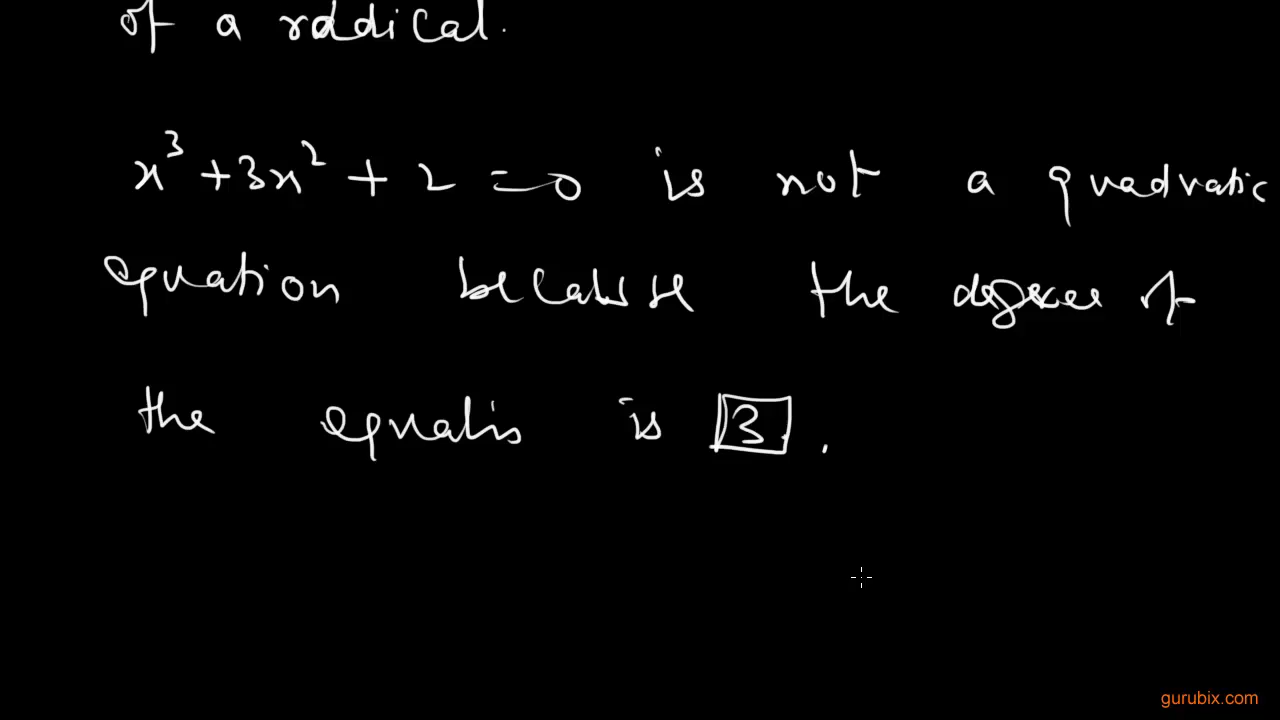 of a radical.
x³ + 3x² + 2 = 0 is not a quadratic
equation because the degree of
the equatis is 3.
gurubix.com